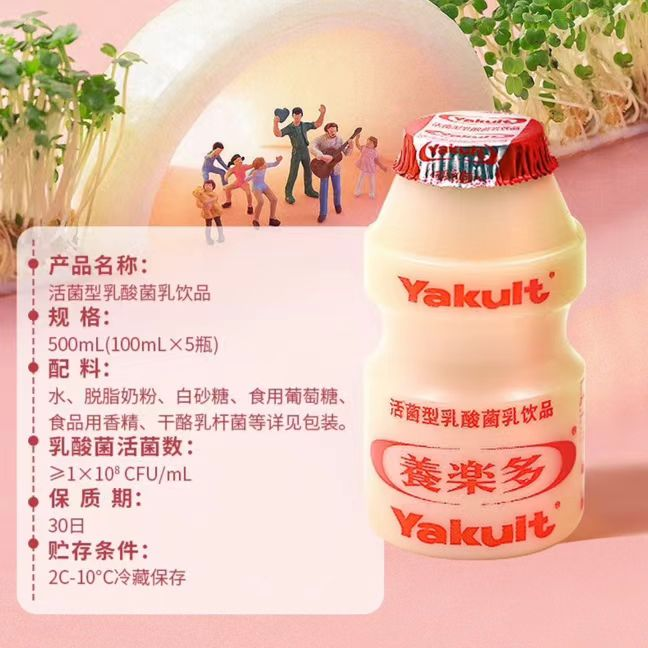 产品名称：
活菌型乳酸菌乳饮品
规 格：
500mL(100mL×5瓶)
配 料：
水、脱脂奶粉、白砂糖、食用葡萄糖、
食品用香精、干酪乳杆菌等详见包装。
乳酸菌活菌数：
≥1×10⁸ CFU/mL
保 质 期：
30日
贮存条件：
2C-10°C冷藏保存
Yakult
Yakult
活菌型乳酸菌乳饮品
養楽多
Yakult